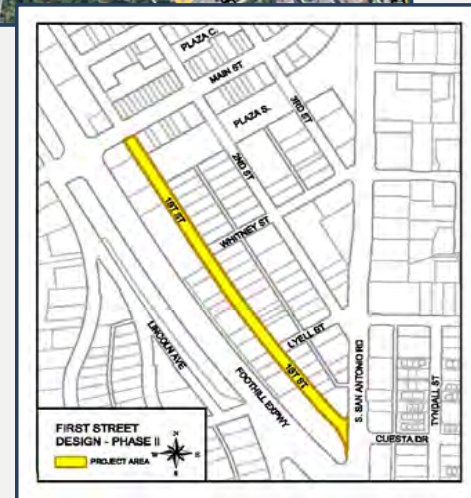 PLAZA C.
MAIN ST
PLAZA S.
3RD ST
2ND ST
1ST ST
WHITNEY ST
LYELL ST
1ST ST
LINCOLN AVE
FOOTHILL EXPWY
S. SAN ANTONIO RD
TYNDALL ST
CUESTA DR
FIRST STREET
DESIGN - PHASE II
PROJECT AREA
N
W
S